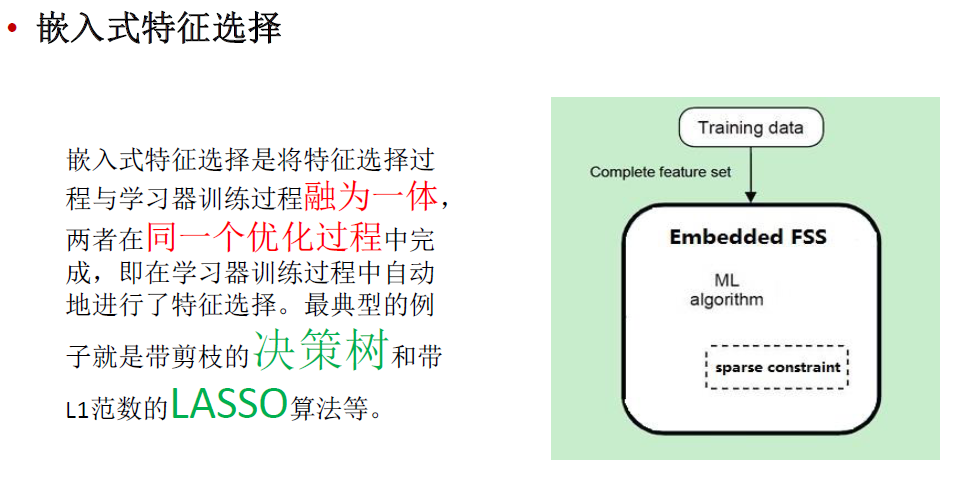 • 嵌入式特征选择
嵌入式特征选择是将特征选择过
程与学习器训练过程融为一体，
两者在同一个优化过程中完
成，即在学习器训练过程中自动
地进行了特征选择。最典型的例
子就是带剪枝的决策树和带
L1范数的LASSO算法等。
Training data
Complete feature set
Embedded FSS
ML
algorithm
sparse constraint